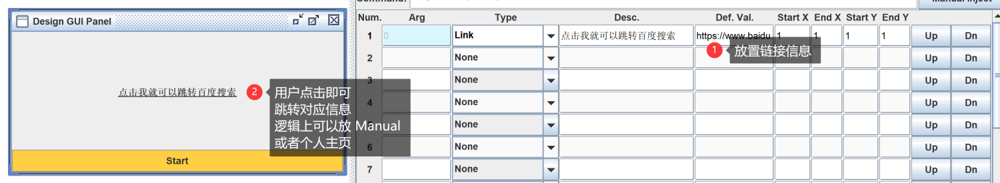 Command:
Manual Inject
Design GUI Panel
Num. Arg Type Desc. Def. Val. Start X End X Start Y End Y
1 0 Link 点击我就可以跳转百度搜索 https://www.baidu. 1 1 1 1 Up Dn
1 放置链接信息
2 None Up Dn
3 None Up Dn
点击我就可以跳转百度搜索
2 用户点击即可
跳转对应信息
逻辑上可以放 Manual
或者个人主页
4 None Up Dn
5 None Up Dn
6 None Up Dn
7 None Up Dn
Start